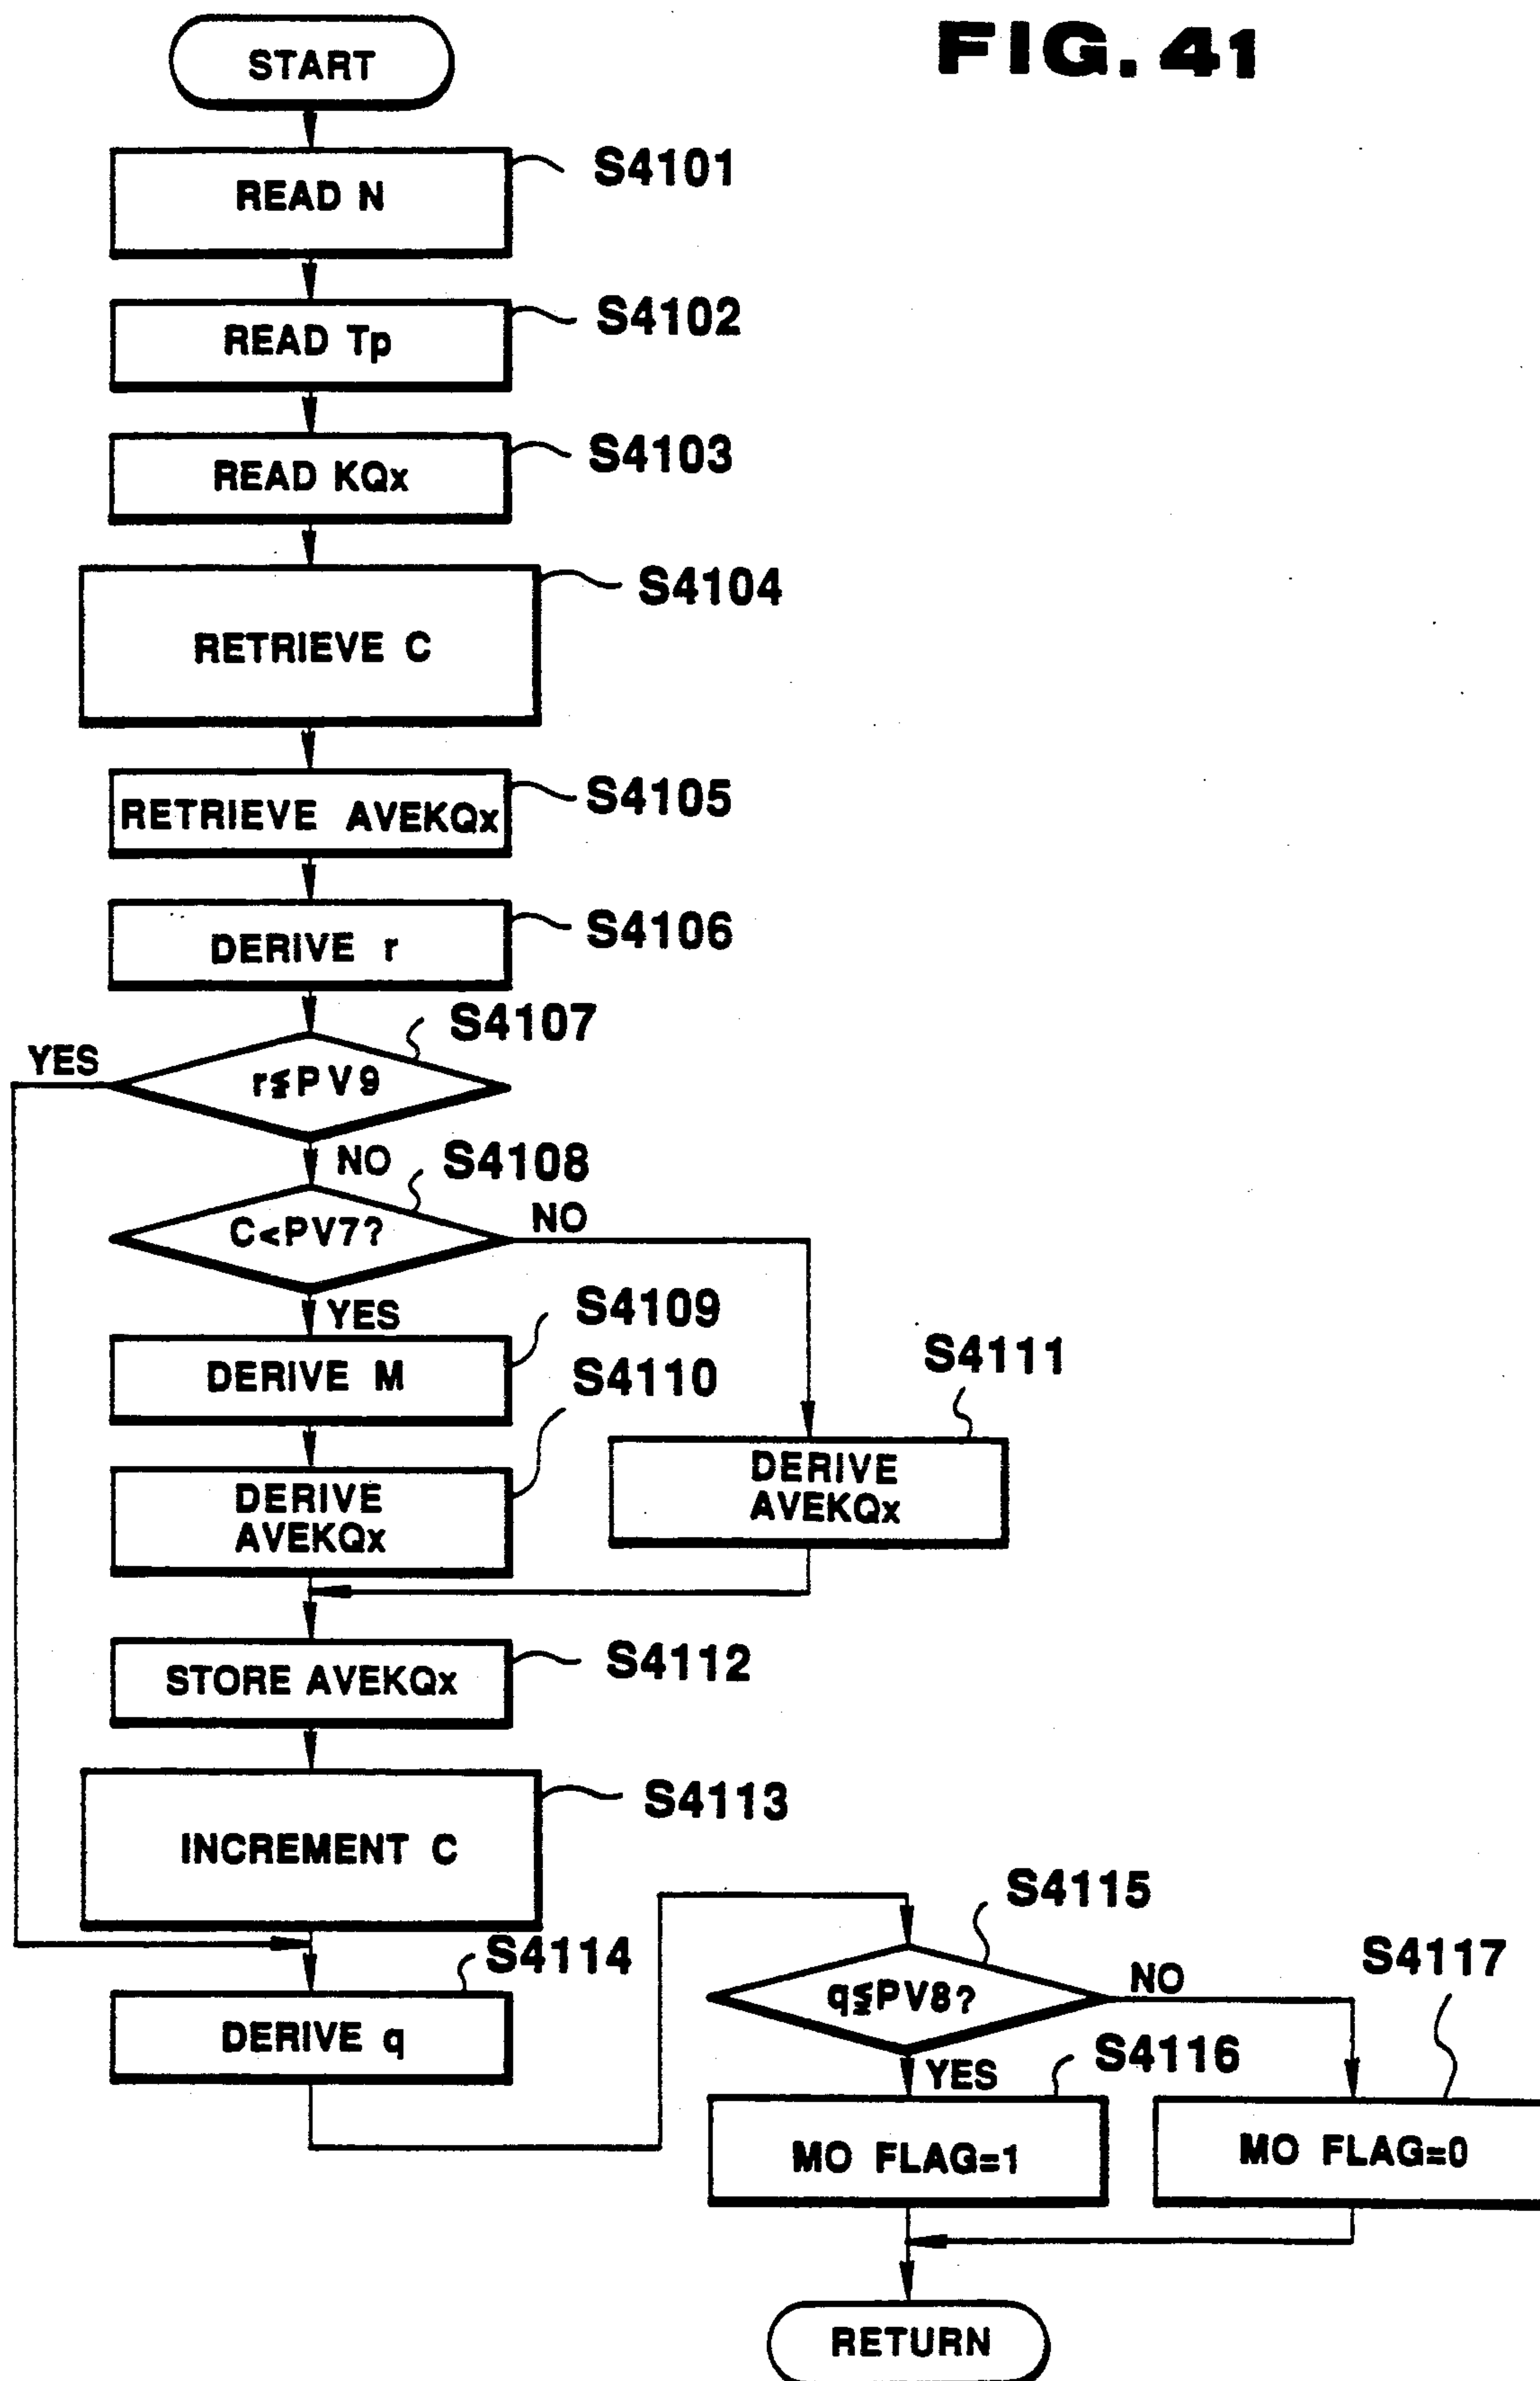 FIG. 41
START
READ N
S4101
READ Tp
S4102
READ KQx
S4103
RETRIEVE C
S4104
RETRIEVE AVEKQx
S4105
DERIVE r
S4106
r≦PV9
S4107
YES
NO
C<PV7?
S4108
NO
YES
DERIVE M
S4109
DERIVE
AVEKQx
S4110
DERIVE
AVEKQx
S4111
STORE AVEKQx
S4112
INCREMENT C
S4113
DERIVE q
S4114
q≦PV8?
S4115
NO
YES
MO FLAG=1
S4116
MO FLAG=0
S4117
RETURN